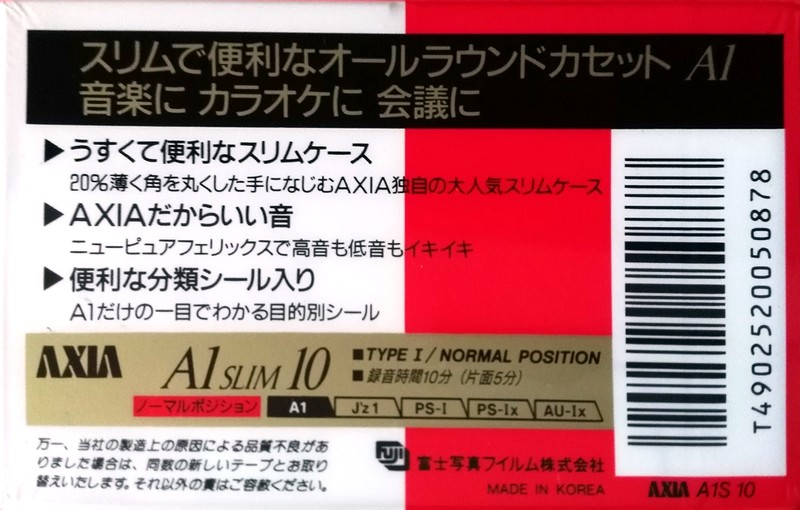 スリムで便利なオールラウンドカセット A1
音楽に カラオケに 会議に
▶うすくて便利なスリムケース
20%薄く角を丸くした手になじむAXIA独自の大人気スリムケース
▶AXIAだからいい音
ニューピュアフェリックスで高音も低音もイキイキ
▶便利な分類シール入り
A1だけの一目でわかる目的別シール
AXIA A1 SLIM 10
■TYPE I/NORMAL POSITION
■録音時間10分(片面5分)
ノーマルポジション A1 J'z1 PS-I PS-Ix AU-Ix
万一、当社の製造上の原因による品質不良があ
りました場合は、同数の新しいテープとお取り
替えいたします。それ以外の責はご容赦ください。
FUJI 富士写真フイルム株式会社
MADE IN KOREA
T4902520050878
AXIA A1S 10